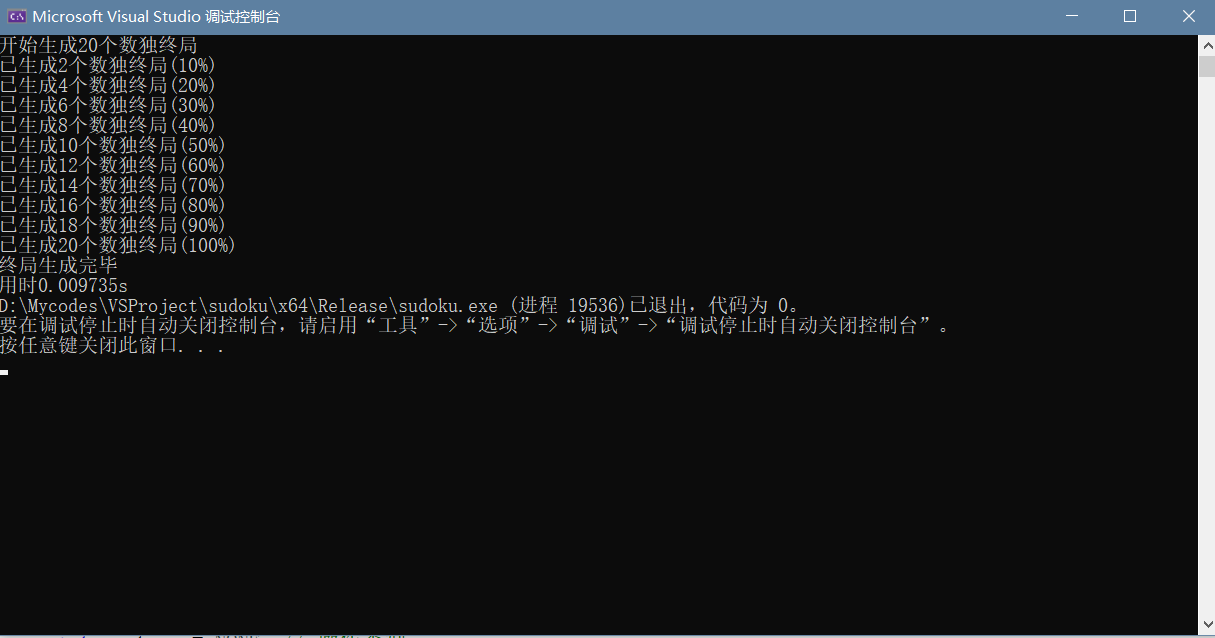 Microsoft Visual Studio 调试控制台
开始生成20个数独终局
已生成2个数独终局(10%)
已生成4个数独终局(20%)
已生成6个数独终局(30%)
已生成8个数独终局(40%)
已生成10个数独终局(50%)
已生成12个数独终局(60%)
已生成14个数独终局(70%)
已生成16个数独终局(80%)
已生成18个数独终局(90%)
已生成20个数独终局(100%)
终局生成完毕
用时0.009735s
D:\Mycodes\VSProject\sudoku\x64\Release\sudoku.exe (进程 19536)已退出，代码为 0。
要在调试停止时自动关闭控制台，请启用“工具”->“选项”->“调试”->“调试停止时自动关闭控制台”。
按任意键关闭此窗口. . .